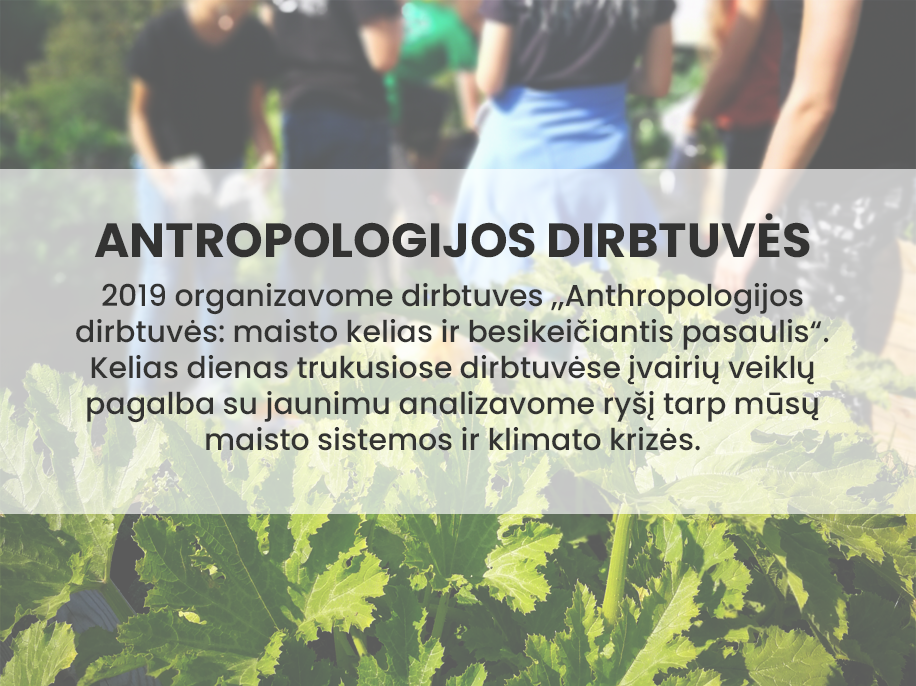 ANTROPOLOGIJOS DIRBTUVĖS
2019 organizavome dirbtuves ,,Anthropologijos
dirbtuvės: maisto kelias ir besikeičiantis pasaulis“.
Kelias dienas trukusiose dirbtuvėse įvairių veiklų
pagalba su jaunimu analizavome ryšį tarp mūsų
maisto sistemos ir klimato krizės.